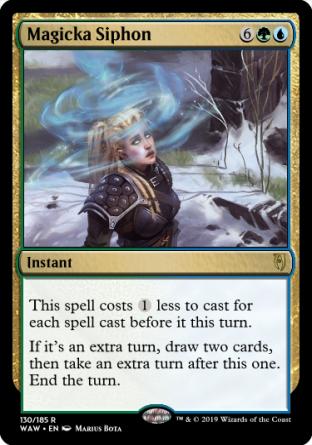 Magicka Siphon 6
Instant
This spell costs 1 less to cast for
each spell cast before it this turn.
If it's an extra turn, draw two cards,
then take an extra turn after this one.
End the turn.
130/185 R
WAW • EN Marius Bota
™ & © 2019 Wizards of the Coast